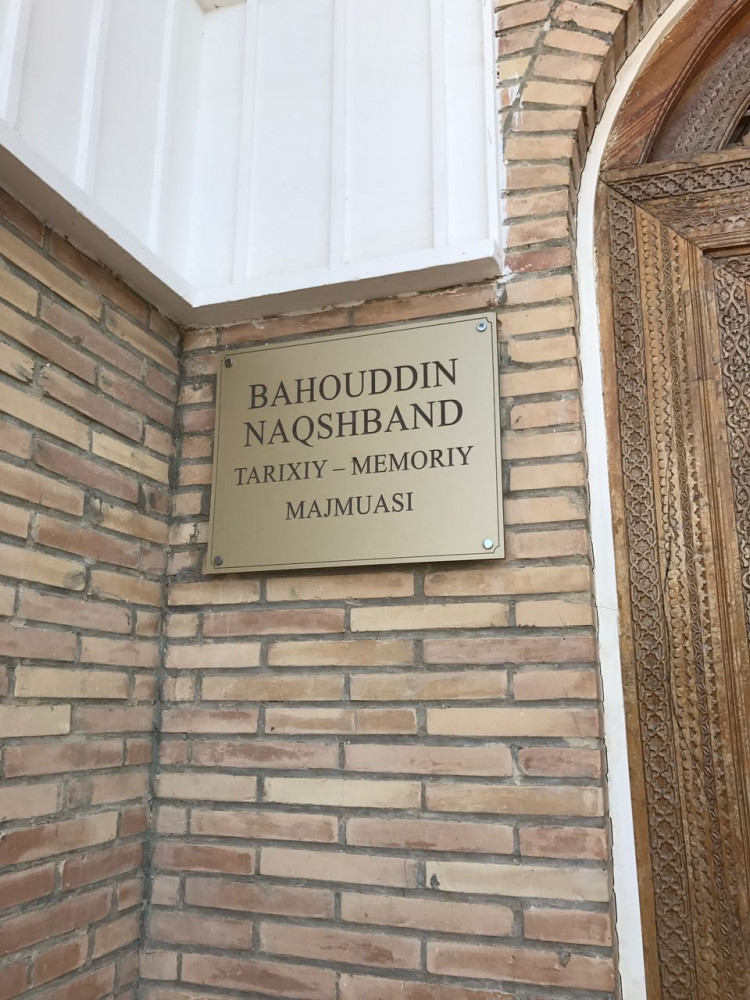 BAHOUDDIN
NAQSHBAND
TARIXIY – MEMORIY
MAJMUASI